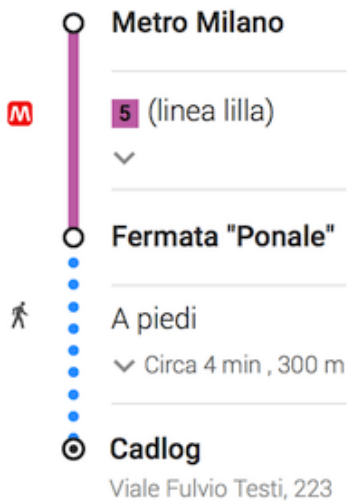 Metro Milano
M
5 (linea lilla)
Fermata "Ponale"
A piedi
Circa 4 min , 300 m
Cadlog
Viale Fulvio Testi, 223